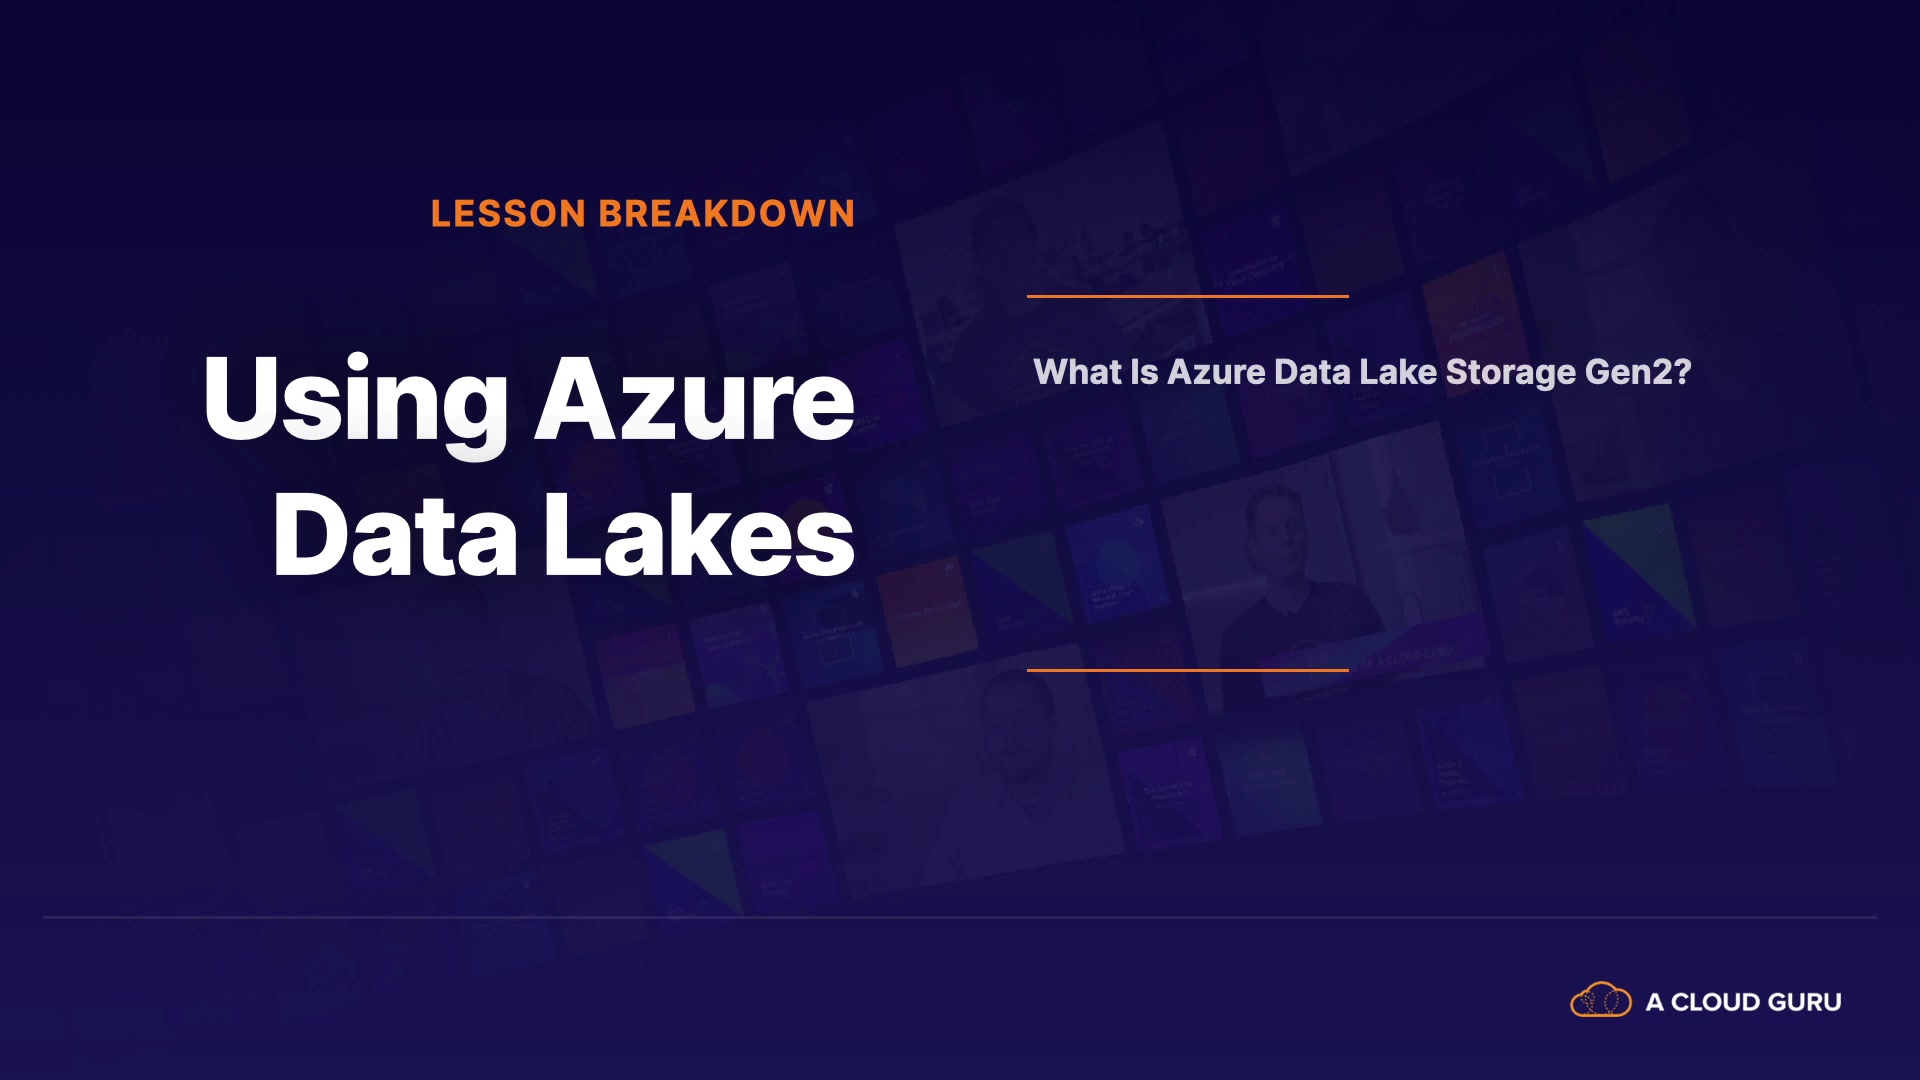 LESSON BREAKDOWN
Using Azure
Data Lakes
What Is Azure Data Lake Storage Gen2?
A CLOUD GURU